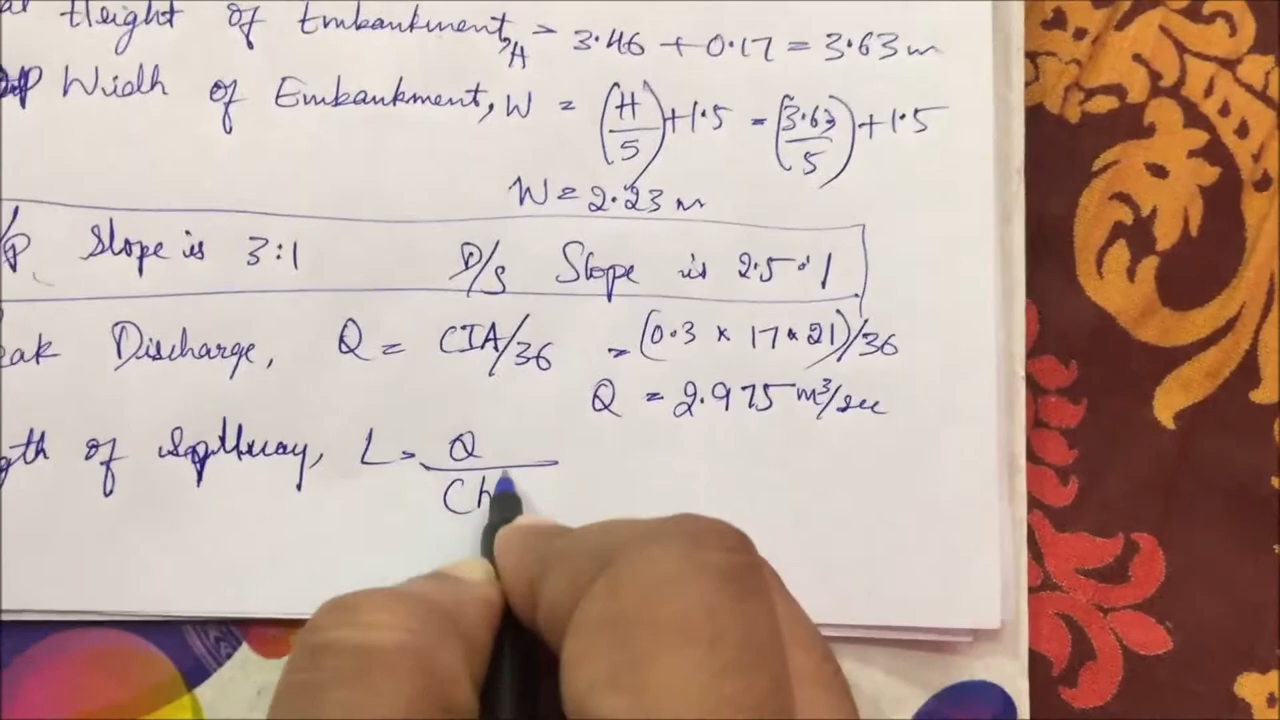 Height of Embankment, H = 3.46 + 0.17 = 3.63 m
Width of Embankment, W = (H/5) + 1.5 = (3.63/5) + 1.5
W = 2.23 m
Slope is 3:1 D/s Slope is 2.5:1
Discharge, Q = CIA/36 = (0.3 x 17 x 21)/36
Q = 2.975 m³/sec
of Spillway, L = Q/Ch